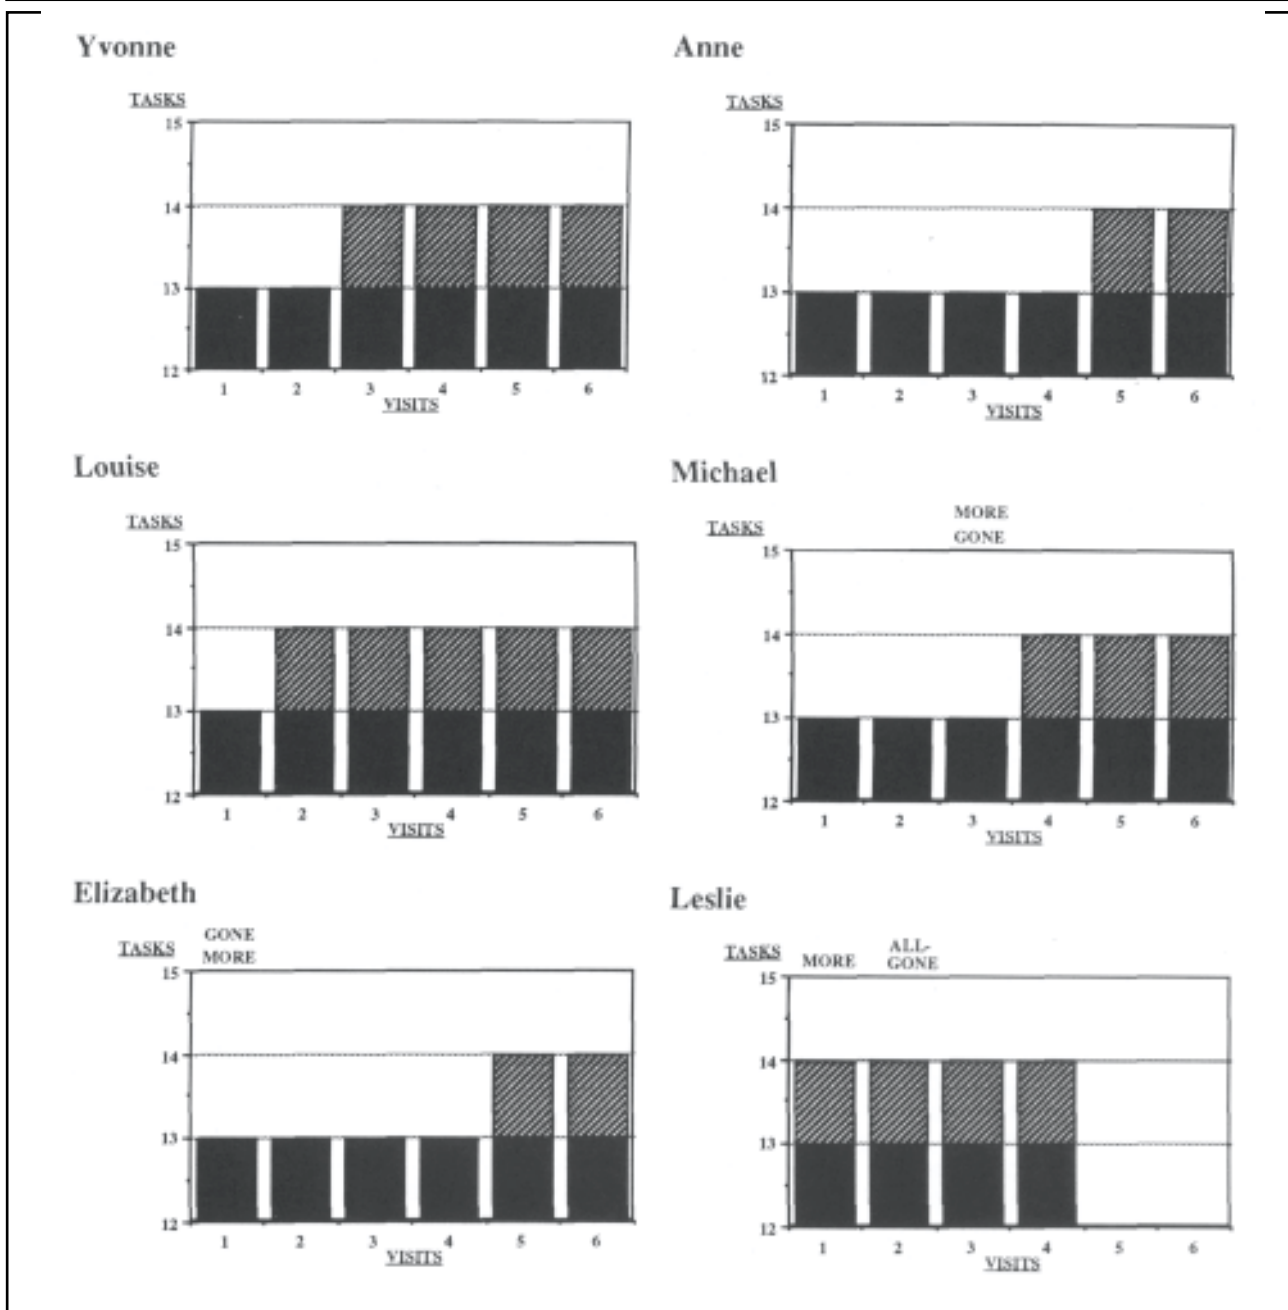 Yvonne
TASKS
15
14
13
12
1 2 3 4 5 6
VISITS
Anne
TASKS
15
14
13
12
1 2 3 4 5 6
VISITS
Louise
TASKS
15
14
13
12
1 2 3 4 5 6
VISITS
Michael
MORE
TASKS
GONE
15
14
13
12
1 2 3 4 5 6
VISITS
Elizabeth
GONE
TASKS
MORE
15
14
13
12
1 2 3 4 5 6
VISITS
Leslie
ALL-
TASKS
MORE GONE
15
14
13
12
1 2 3 4 5 6
VISITS